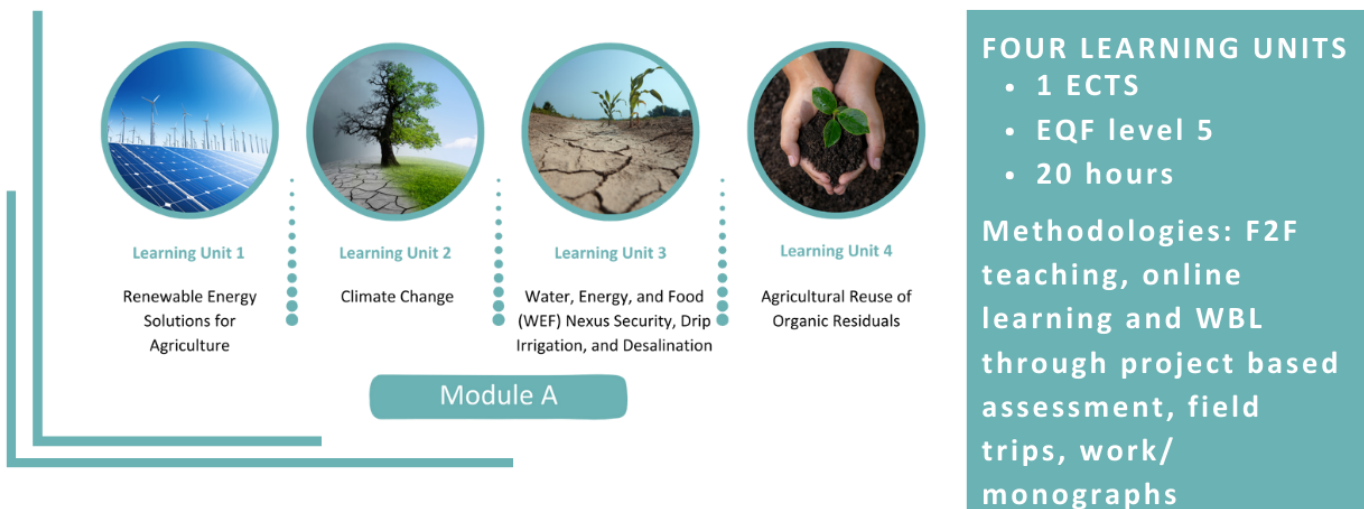 Learning Unit 1
Renewable Energy
Solutions for
Agriculture
Learning Unit 2
Climate Change
Learning Unit 3
Water, Energy, and Food
(WEF) Nexus Security, Drip
Irrigation, and Desalination
Learning Unit 4
Agricultural Reuse of
Organic Residuals
Module A
FOUR LEARNING UNITS
• 1 ECTS
• EQF level 5
• 20 hours
Methodologies: F2F
teaching, online
learning and WBL
through project based
assessment, field
trips, work/
monographs